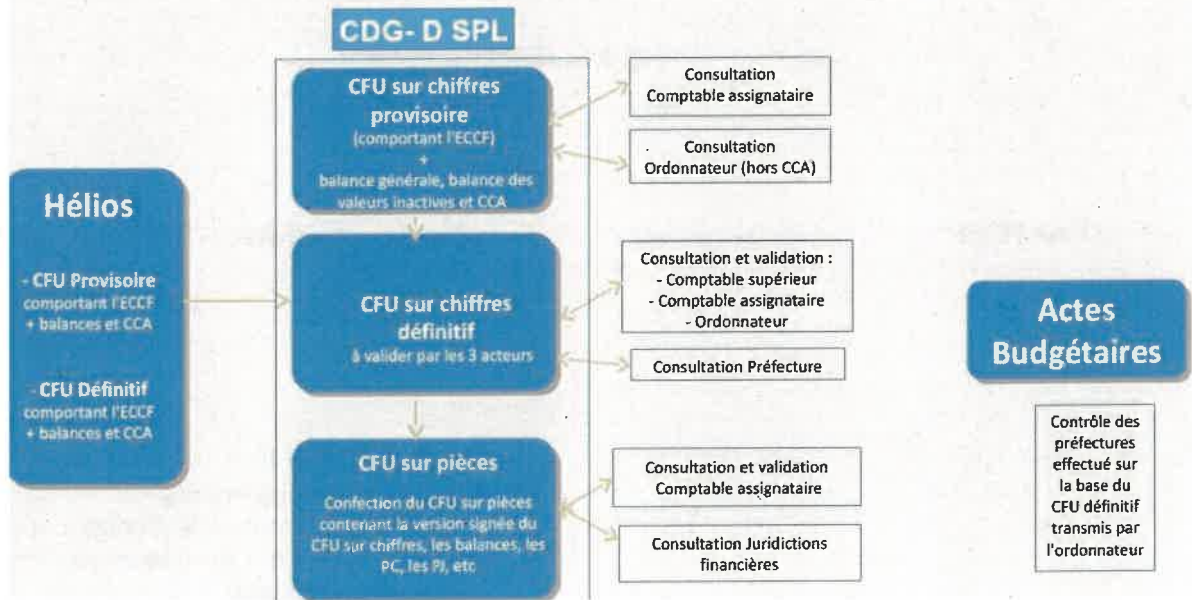 CDG- D SPL
CFU sur chiffres
provisoire
(comportant l'ECCF)
+
balance générale, balance des
valeurs inactives et CCA
Consultation
Comptable assignataire
Consultation
Ordonnateur (hors CCA)
Hélios
- CFU Provisoire
comportant l'ECCF
+ balances et CCA
- CFU Définitif
comportant l'ECCF
+ balances et CCA
CFU sur chiffres
définitif
à valider par les 3 acteurs
Consultation et validation :
- Comptable supérieur
- Comptable assignataire
- Ordonnateur
Consultation Préfecture
CFU sur pièces
Confection du CFU sur pièces
contenant la version signée du
CFU sur chiffres, les balances, les
PC, les PJ, etc
Consultation et validation
Comptable assignataire
Consultation Juridictions
financières
Actes
Budgétaires
Contrôle des
préfectures
effectué sur
la base du
CFU définitif
transmis par
l'ordonnateur